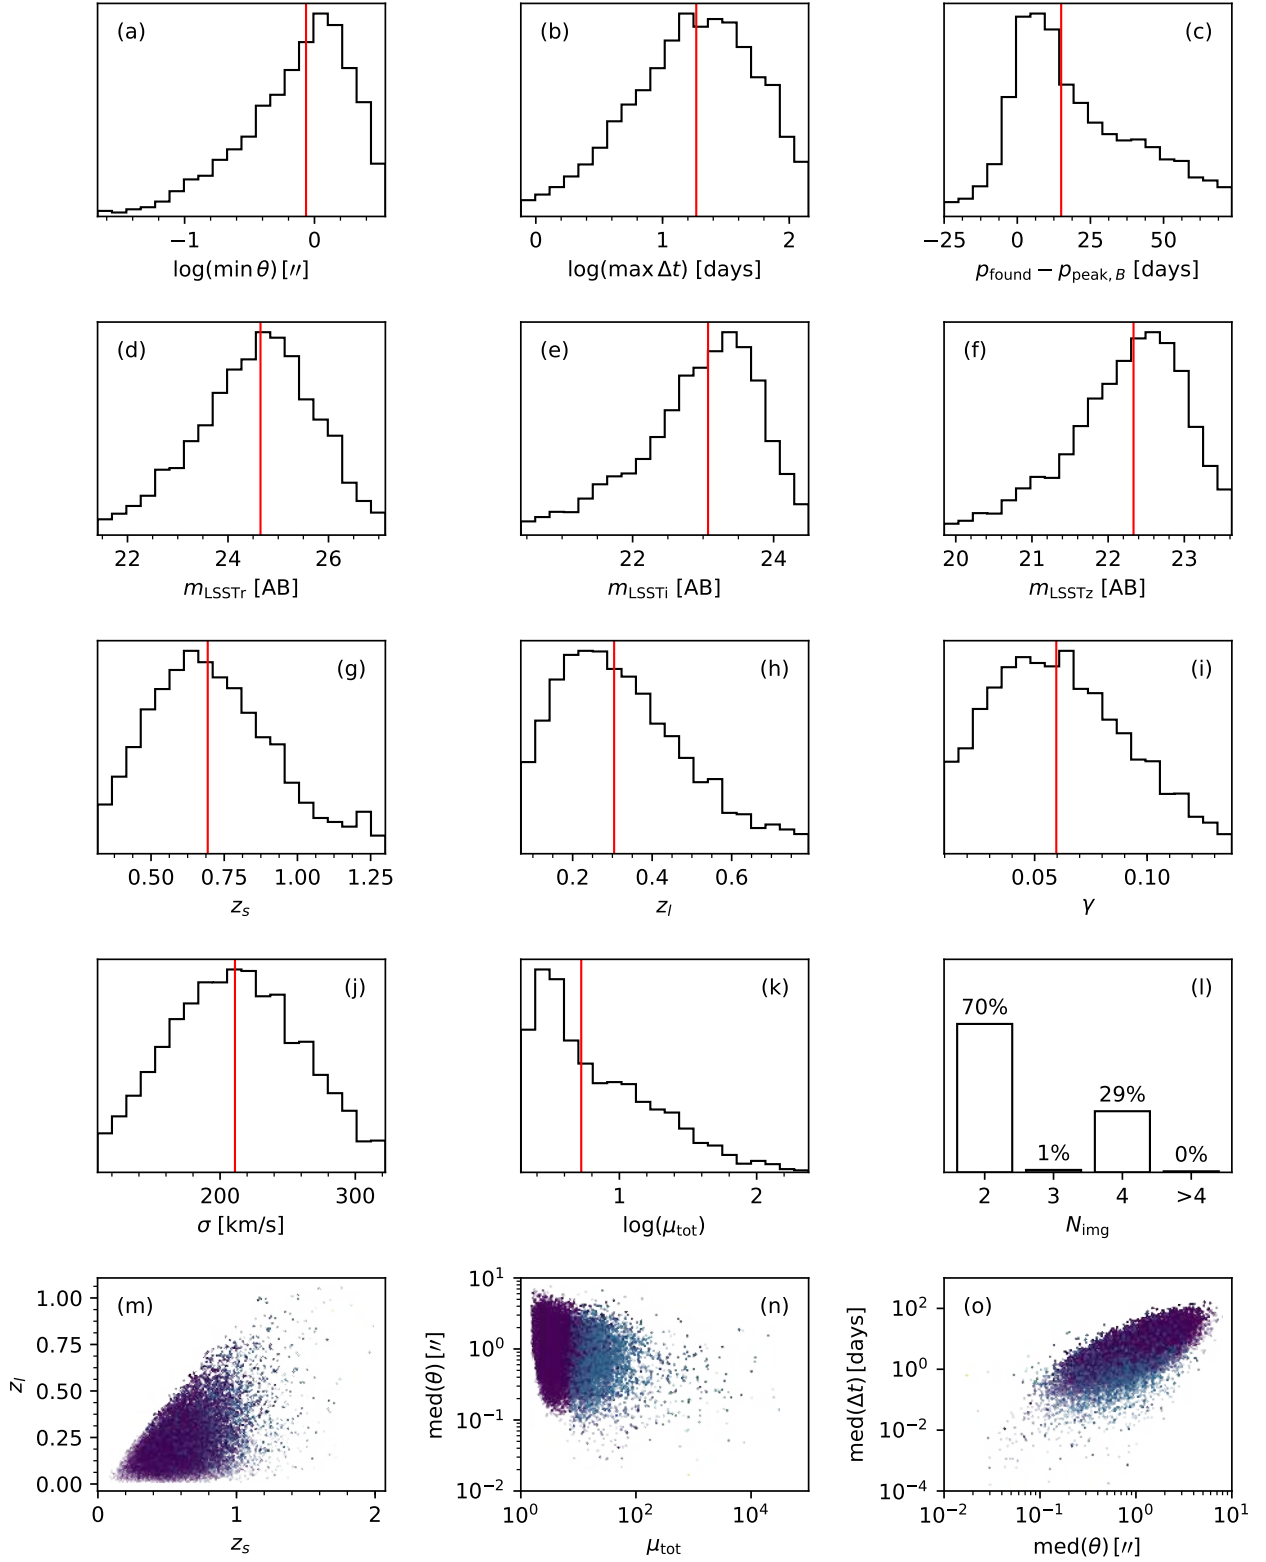 (a)
(b)
(c)
−1 0
0 1 2
−25 0 25 50
log(min θ) [″]
log(max Δt) [days]
p_found − p_peak, B [days]
(d)
(e)
(f)
22 24 26
22 24
20 21 22 23
m_LSSTr [AB]
m_LSSTi [AB]
m_LSSTz [AB]
(g)
(h)
(i)
0.50 0.75 1.00 1.25
0.2 0.4 0.6
0.05 0.10
z_s
z_l
γ
(j)
(k)
(l)
70%
29%
1%
0%
200 300
1 2
2 3 4 >4
σ [km/s]
log(μ_tot)
N_img
(m)
(n)
(o)
z_l
1.00
0.75
0.50
0.25
0.00
0 1 2
z_s
med(θ) [″]
10^1
10^0
10^−1
10^−2
10^0 10^2 10^4
μ_tot
med(Δt) [days]
10^2
10^0
10^−2
10^−4
10^−2 10^−1 10^0 10^1
med(θ) [″]